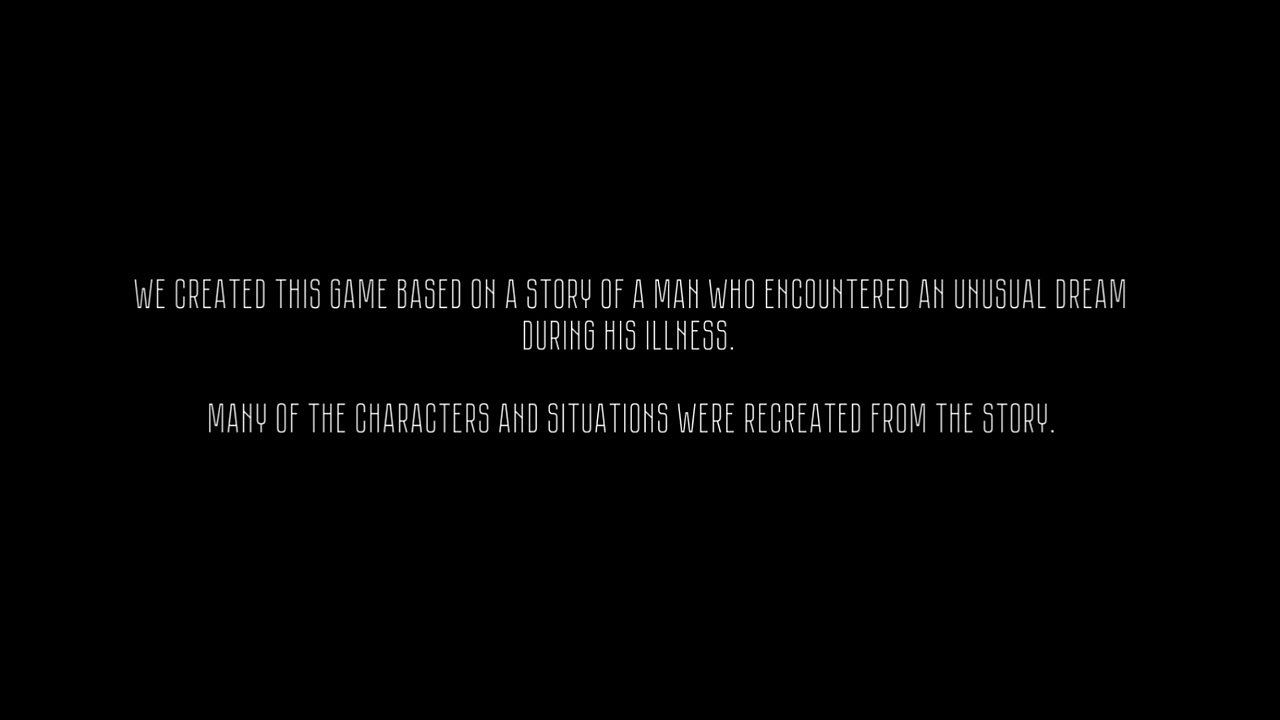 WE CREATED THIS GAME BASED ON A STORY OF A MAN WHO ENCOUNTERED AN UNUSUAL DREAM
DURING HIS ILLNESS.
MANY OF THE CHARACTERS AND SITUATIONS WERE RECREATED FROM THE STORY.